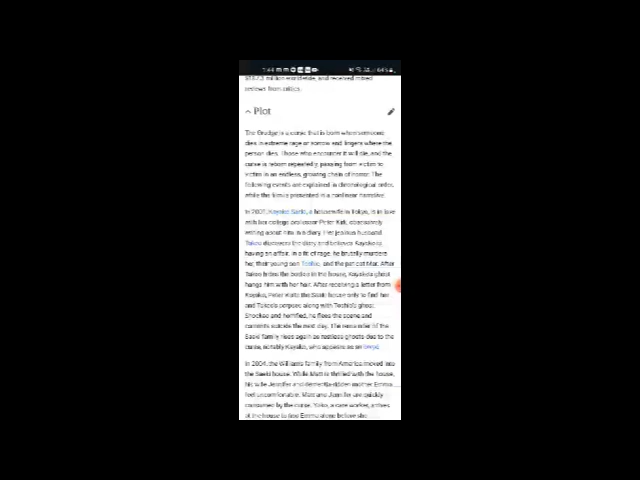 $187.3 million worldwide, and received mixed
reviews from critics.
Plot
The Grudge is a curse that is born when someone
dies in extreme rage or sorrow and lingers where the
person dies. Those who encounter it will die, and the
curse is reborn repeatedly, passing from victim to
victim in an endless, growing chain of horror. The
following events are explained in chronological order,
while the film is presented in a nonlinear narrative.
In 2001, Kayako Saeki, a housewife in Tokyo, is in love
with her college professor Peter Kirk, obsessively
writing about him in a diary. Her jealous husband
Takeo discovers the diary and believes Kayako is
having an affair. In a fit of rage, he brutally murders
her, their young son Toshio, and the pet cat Mar. After
Takeo hides the bodies in the house, Kayako's ghost
hangs him with her hair. After receiving a letter from
Kayako, Peter visits the Saeki house only to find her
and Takeo's corpses along with Toshio's ghost.
Shocked and horrified, he flees the scene and
commits suicide the next day. The remainder of the
Saeki family rises again as restless ghosts due to the
curse, notably Kayako, who appears as an onryō.
In 2004, the Williams family from America moved into
the Saeki house. While Matt is thrilled with the house,
his wife Jennifer and dementia-ridden mother Emma
feel uncomfortable. Matt and Jennifer are quickly
consumed by the curse. Yoko, a care worker, arrives
at the house to find Emma alone before she